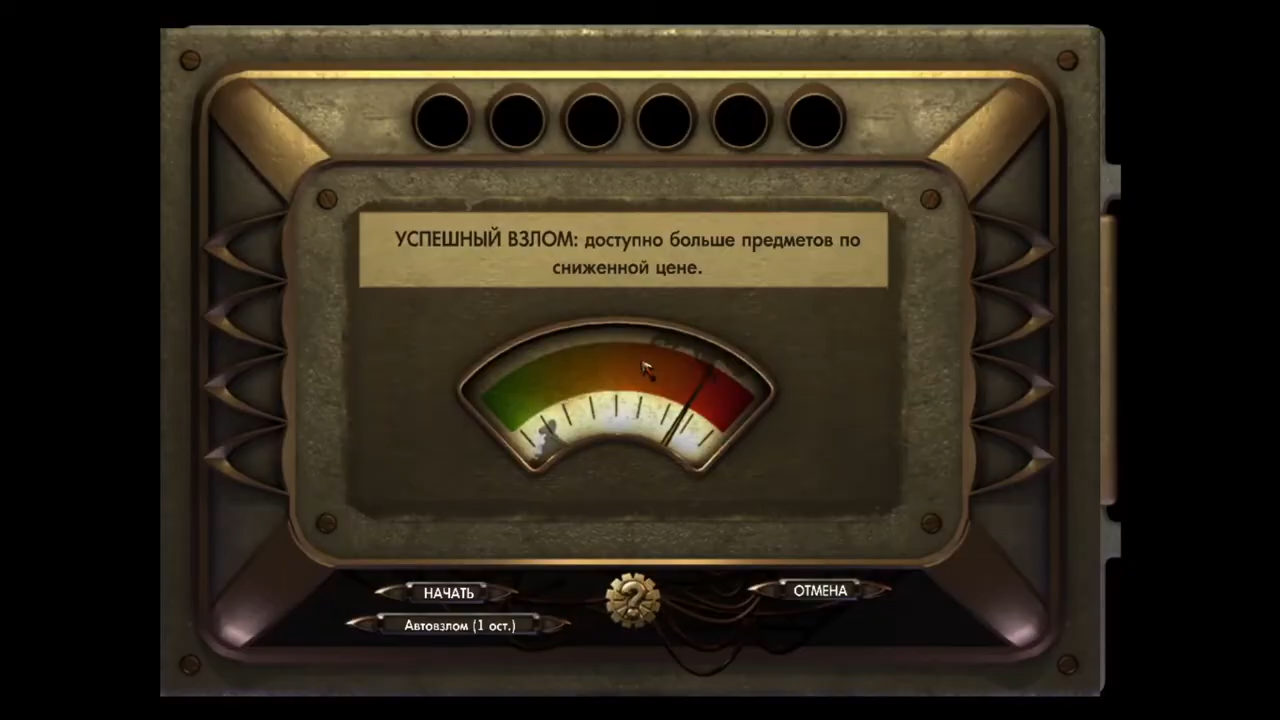 УСПЕШНЫЙ ВЗЛОМ: доступно больше предметов по
сниженной цене.
НАЧАТЬ
?
ОТМЕНА
Автовзлом (1 ост.)